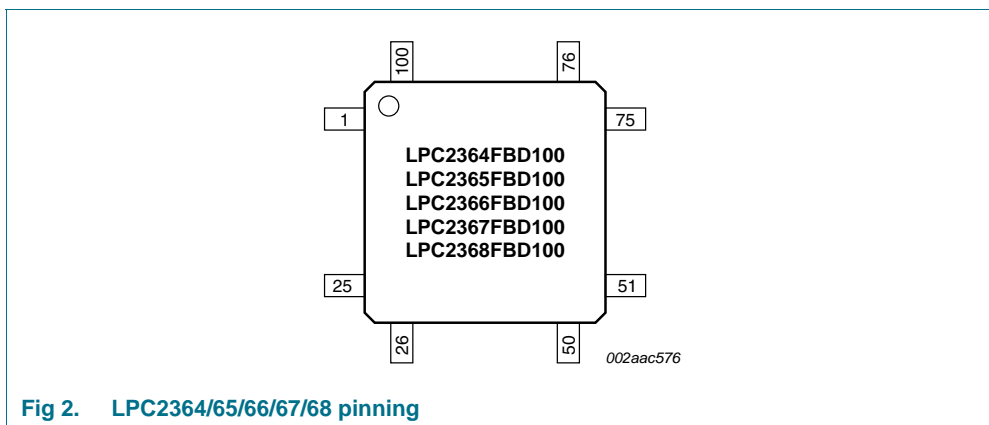 100 76
1 75
LPC2364FBD100
LPC2365FBD100
LPC2366FBD100
LPC2367FBD100
LPC2368FBD100
25 51
26 50
002aac576
Fig 2. LPC2364/65/66/67/68 pinning